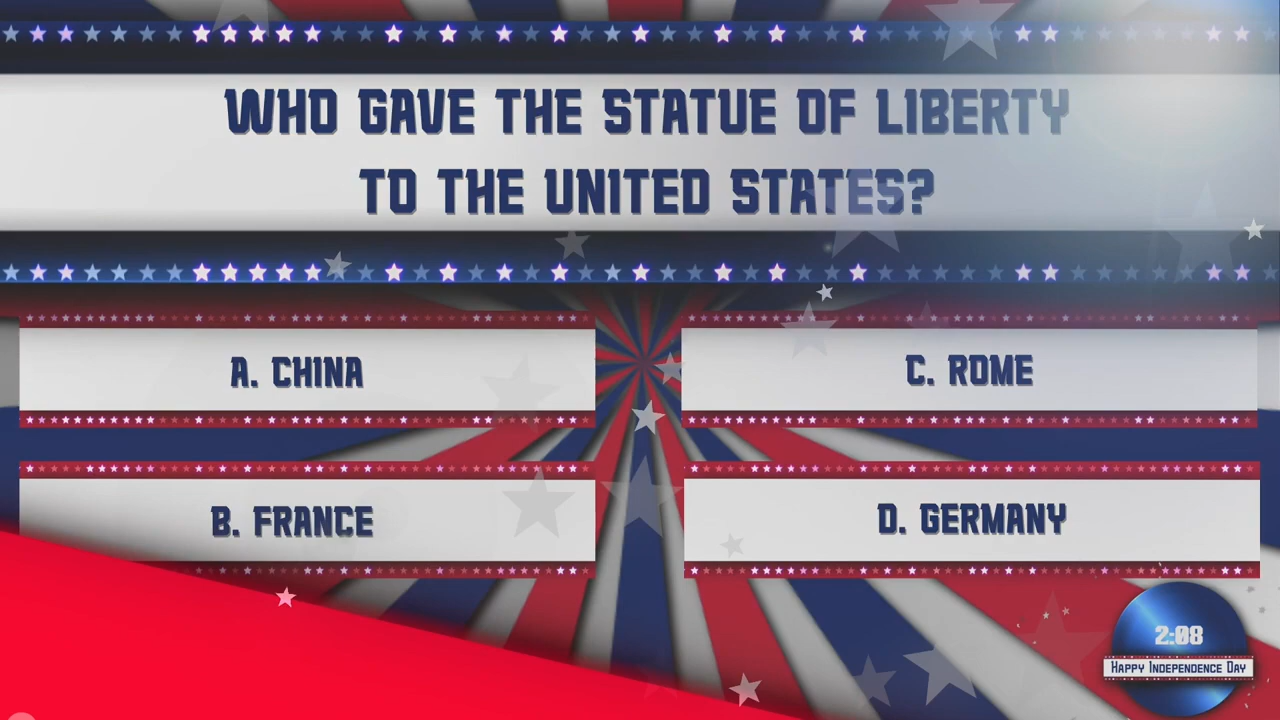 WHO GAVE THE STATUE OF LIBERTY
TO THE UNITED STATES?
A. CHINA
C. ROME
B. FRANCE
D. GERMANY
2:08
HAPPY INDEPENDENCE DAY